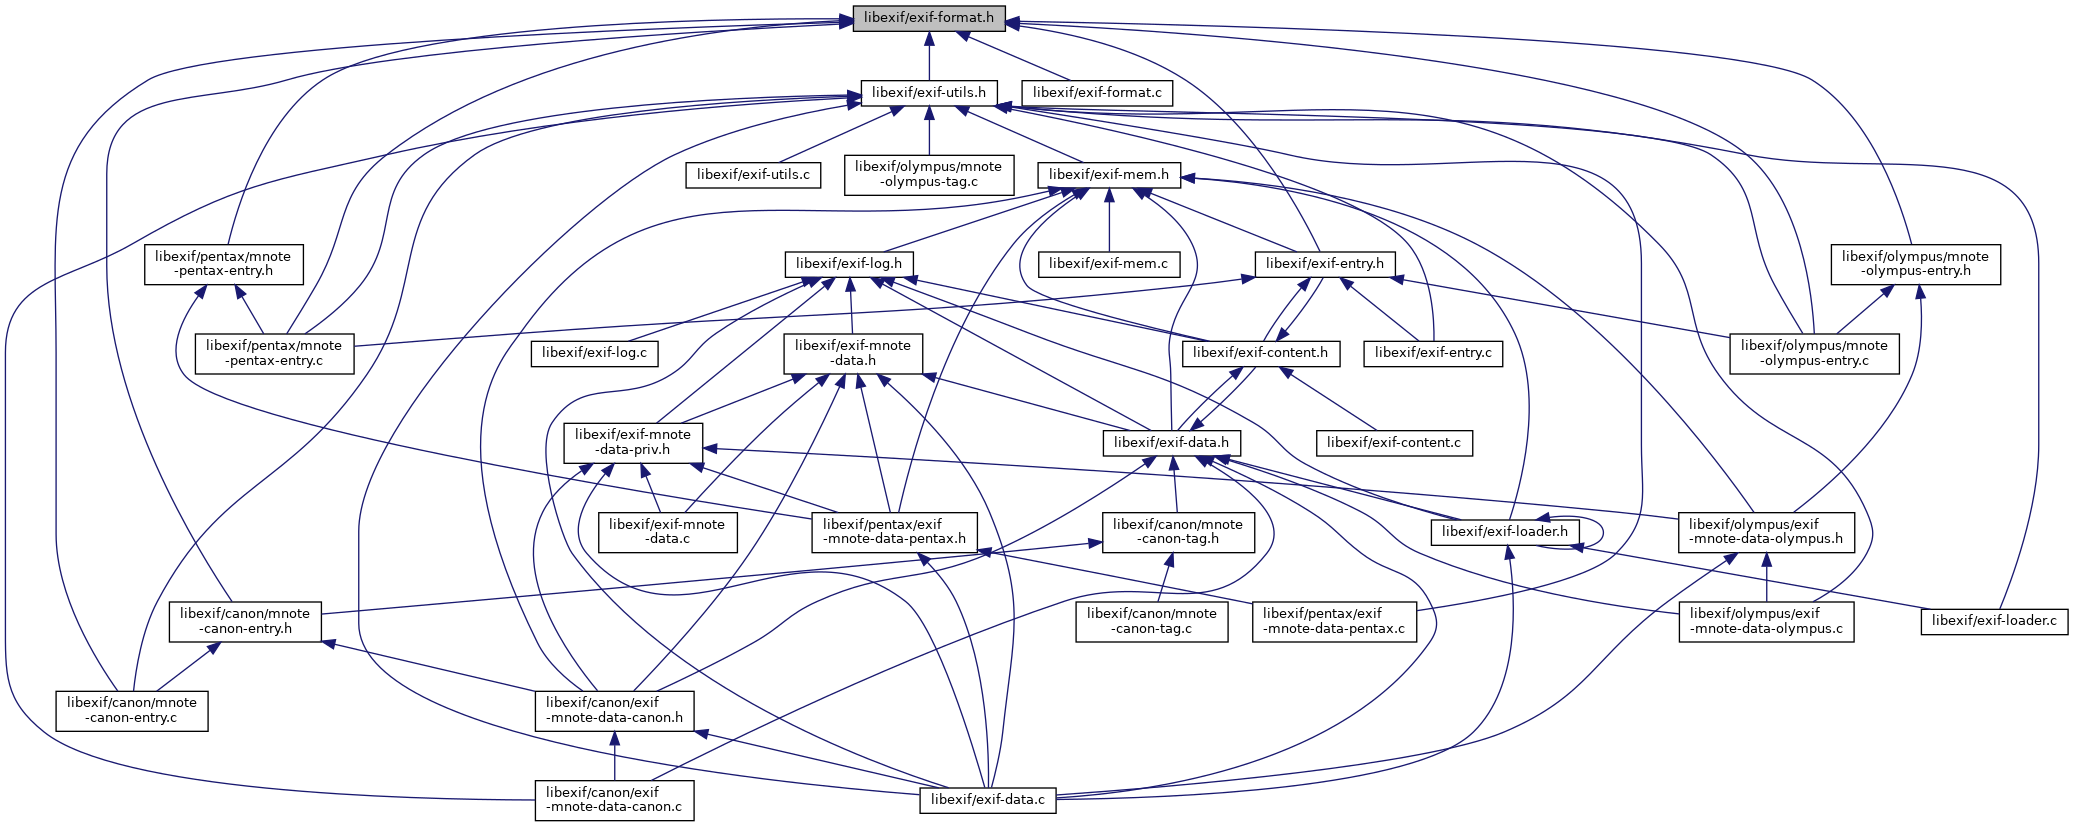 libexif/exif-format.h
libexif/exif-utils.h
libexif/exif-format.c
libexif/exif-utils.c
libexif/olympus/mnote
-olympus-tag.c
libexif/exif-mem.h
libexif/pentax/mnote
-pentax-entry.h
libexif/exif-log.h
libexif/exif-mem.c
libexif/exif-entry.h
libexif/olympus/mnote
-olympus-entry.h
libexif/pentax/mnote
-pentax-entry.c
libexif/exif-log.c
libexif/exif-mnote
-data.h
libexif/exif-content.h
libexif/exif-entry.c
libexif/olympus/mnote
-olympus-entry.c
libexif/exif-mnote
-data-priv.h
libexif/exif-data.h
libexif/exif-content.c
libexif/exif-mnote
-data.c
libexif/pentax/exif
-mnote-data-pentax.h
libexif/canon/mnote
-canon-tag.h
libexif/exif-loader.h
libexif/olympus/exif
-mnote-data-olympus.h
libexif/canon/mnote
-canon-entry.h
libexif/canon/mnote
-canon-tag.c
libexif/pentax/exif
-mnote-data-pentax.c
libexif/olympus/exif
-mnote-data-olympus.c
libexif/exif-loader.c
libexif/canon/mnote
-canon-entry.c
libexif/canon/exif
-mnote-data-canon.h
libexif/canon/exif
-mnote-data-canon.c
libexif/exif-data.c